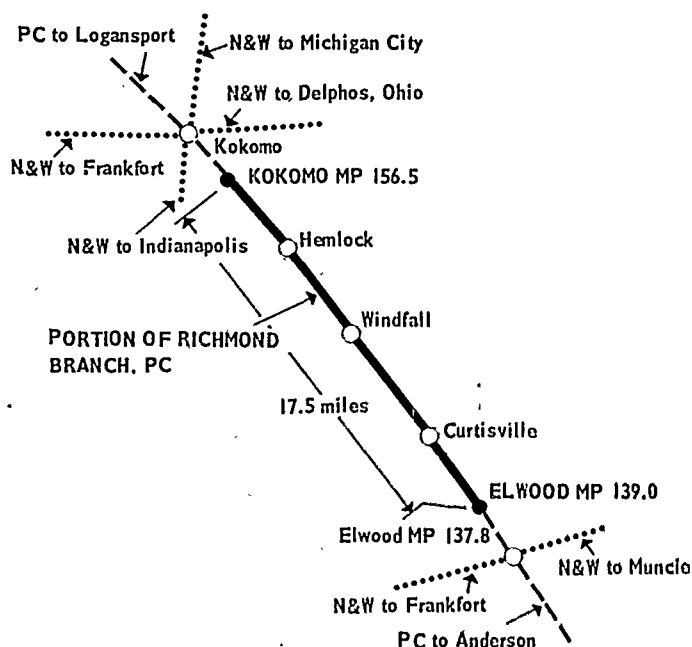 PC to Logansport
N&W to Michigan City
N&W to Delphos, Ohio
Kokomo
N&W to Frankfort
KOKOMO MP 156.5
N&W to Indianapolis
Hemlock
Windfall
PORTION OF RICHMOND
BRANCH, PC
17.5 miles
Curtisville
ELWOOD MP 139.0
Elwood MP 137.8
N&W to Muncie
N&W to Frankfort
PC to Anderson